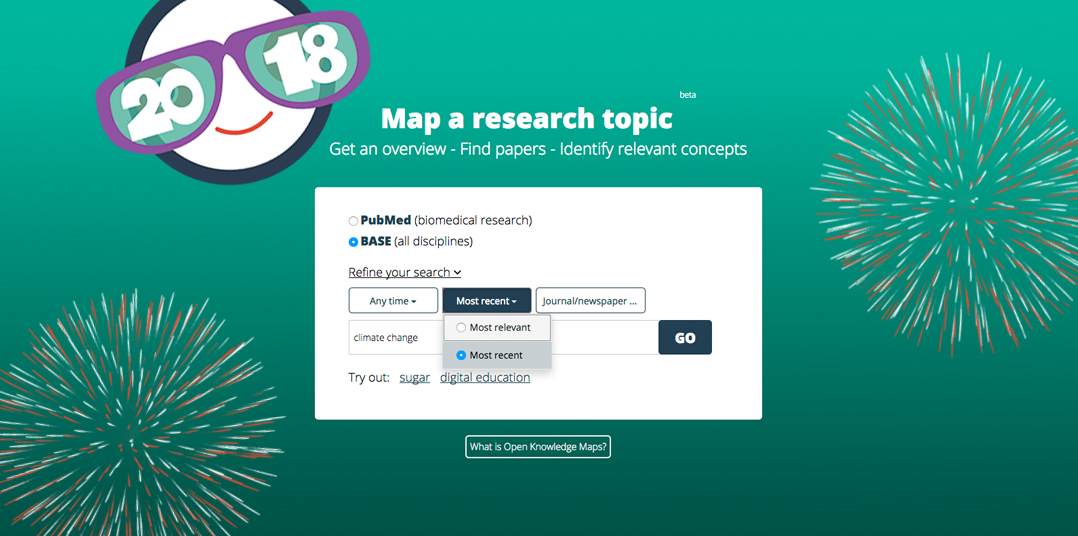 2018
beta
Map a research topic
Get an overview - Find papers - Identify relevant concepts
PubMed (biomedical research)
BASE (all disciplines)
Refine your search
Any time Most recent Journal/newspaper ...
Most relevant
climate change GO
Most recent
Try out: sugar digital education
What is Open Knowledge Maps?